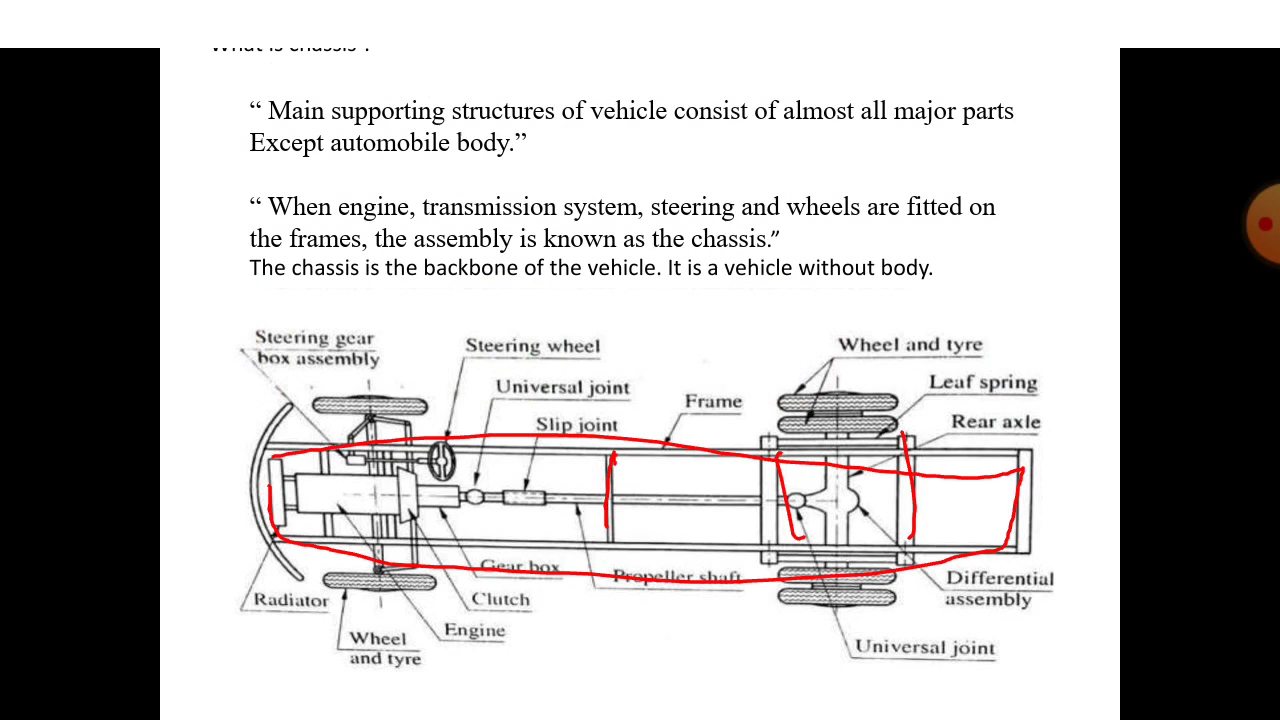 What is chassis ?
“ Main supporting structures of vehicle consist of almost all major parts
Except automobile body.”
“ When engine, transmission system, steering and wheels are fitted on
the frames, the assembly is known as the chassis.”
The chassis is the backbone of the vehicle. It is a vehicle without body.
Steering gear
box assembly
Steering wheel
Universal joint
Slip joint
Frame
Wheel and tyre
Leaf spring
Rear axle
Gear box
Propeller shaft
Clutch
Engine
Radiator
Wheel
and tyre
Differential
assembly
Universal joint